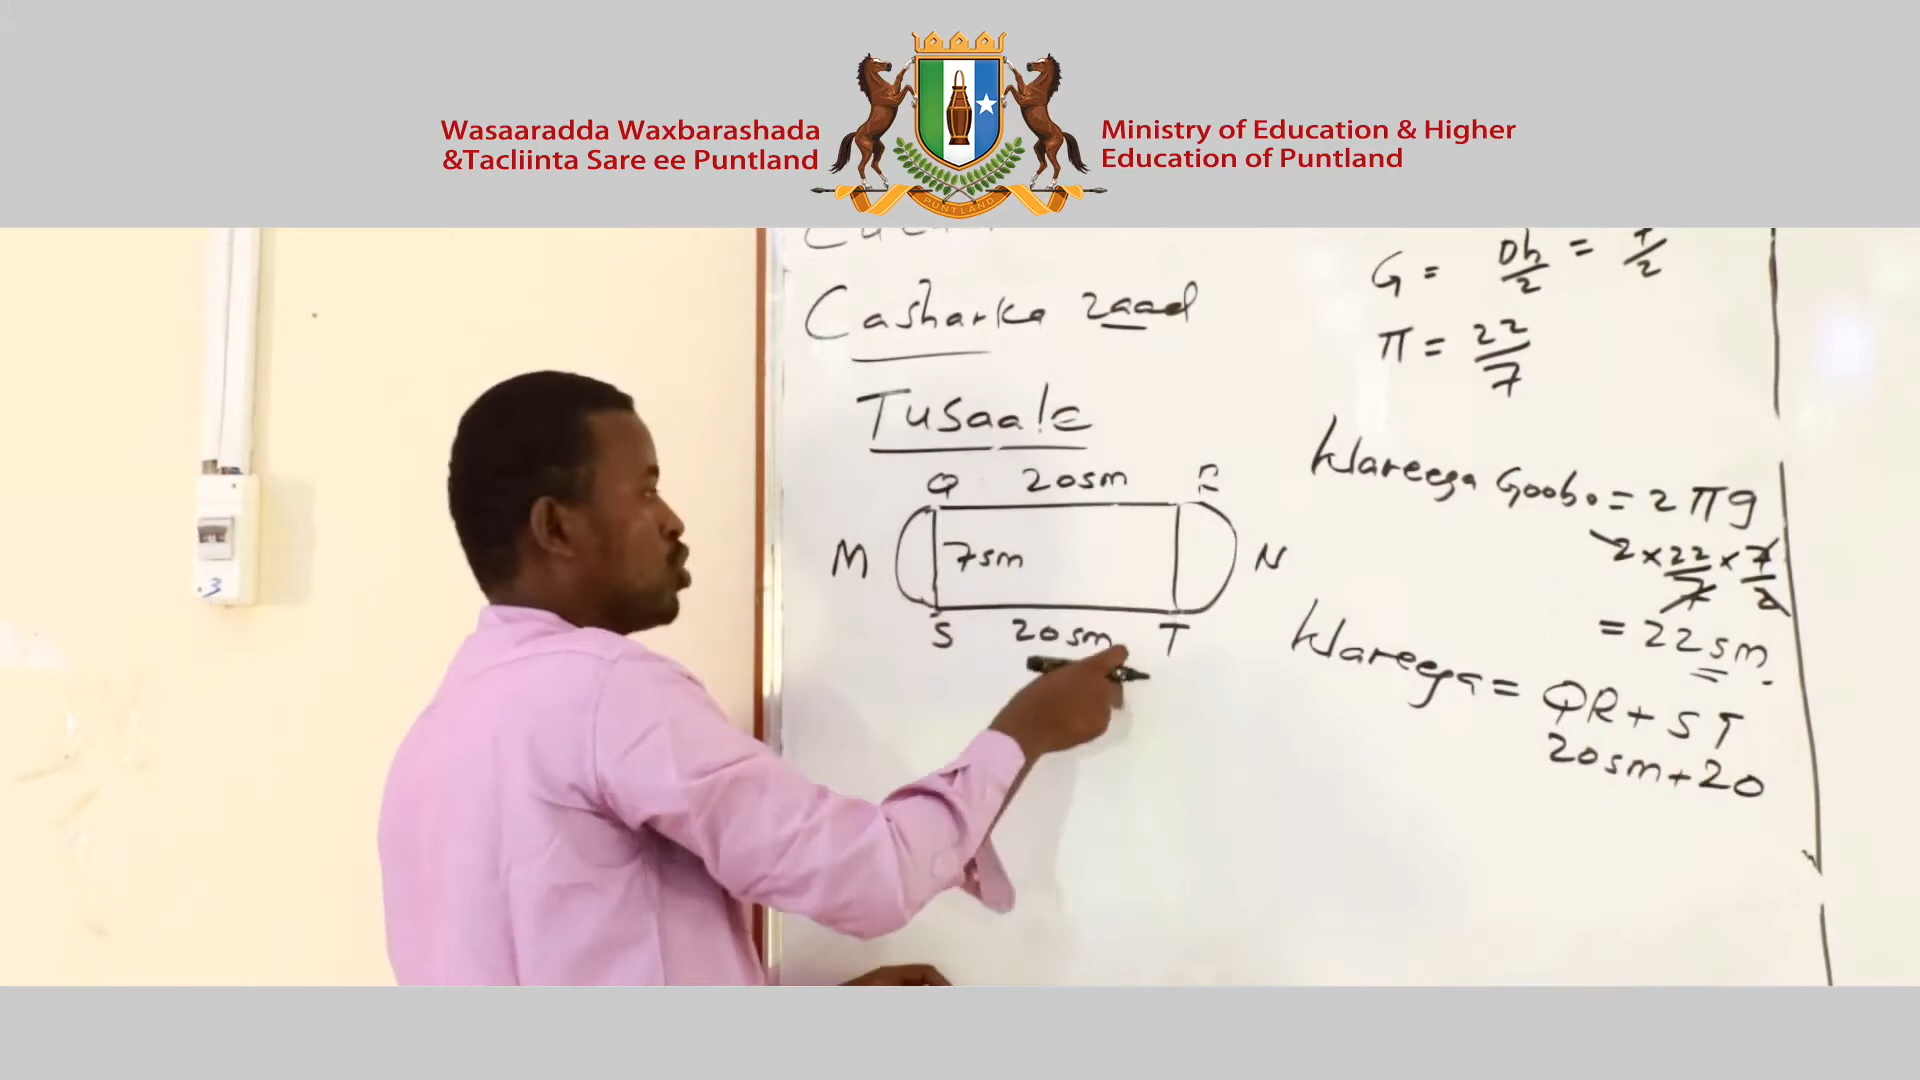 Wasaaradda Waxbarashada
&Tacliinta Sare ee Puntland
Ministry of Education & Higher
Education of Puntland
PUNTLAND
Casharka 2aad
Tusaale
Q 20sm R
M 7sm N
S 20sm T
G = Dh/2 = 7/2
π = 22/7
Wareega Goobo = 2πg
2 × 22/7 × 7/2
= 22sm.
Wareega = QR + ST
20sm + 20
3